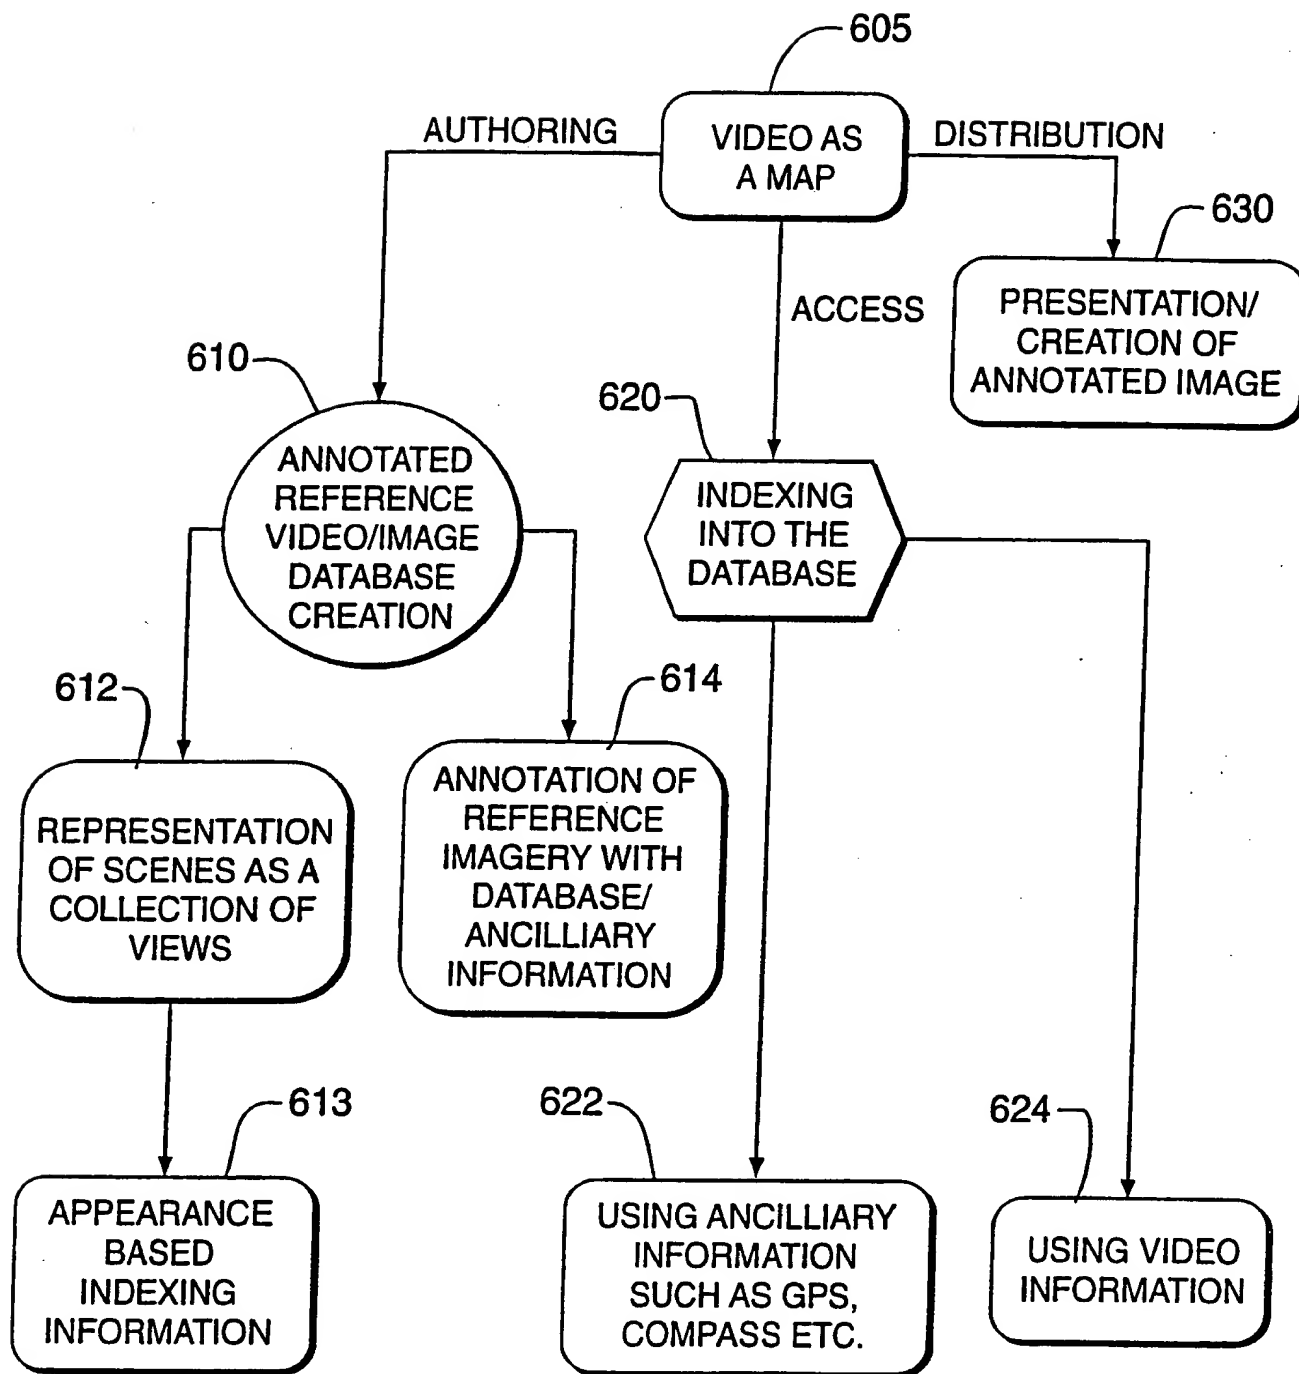 605
VIDEO AS
A MAP
AUTHORING
DISTRIBUTION
630
PRESENTATION/
CREATION OF
ANNOTATED IMAGE
ACCESS
610
ANNOTATED
REFERENCE
VIDEO/IMAGE
DATABASE
CREATION
620
INDEXING
INTO THE
DATABASE
612
REPRESENTATION
OF SCENES AS A
COLLECTION OF
VIEWS
614
ANNOTATION OF
REFERENCE
IMAGERY WITH
DATABASE/
ANCILLIARY
INFORMATION
613
APPEARANCE
BASED
INDEXING
INFORMATION
622
USING ANCILLIARY
INFORMATION
SUCH AS GPS,
COMPASS ETC.
624
USING VIDEO
INFORMATION